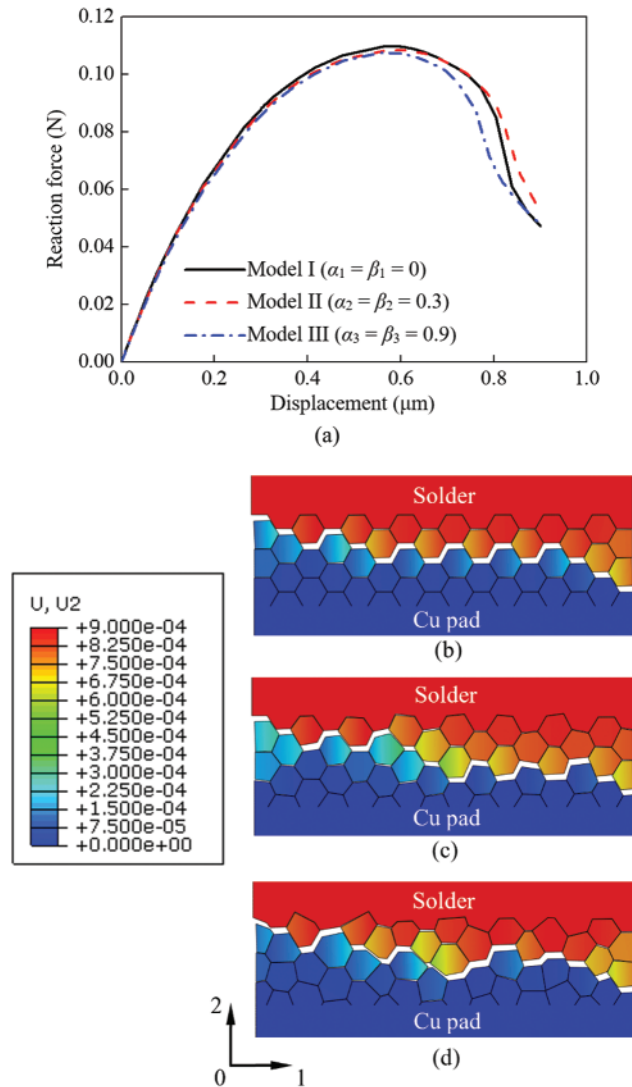 0.12
0.10
0.08
0.06
0.04
0.02
0.00
Reaction force (N)
Model I (α1 = β1 = 0)
Model II (α2 = β2 = 0.3)
Model III (α3 = β3 = 0.9)
0.0 0.2 0.4 0.6 0.8 1.0
Displacement (μm)
(a)
Solder
Cu pad
(b)
U, U2
+9.000e-04
+8.250e-04
+7.500e-04
+6.750e-04
+6.000e-04
+5.250e-04
+4.500e-04
+3.750e-04
+3.000e-04
+2.250e-04
+1.500e-04
+7.500e-05
+0.000e+00
Solder
Cu pad
(c)
Solder
Cu pad
(d)
2
0 1